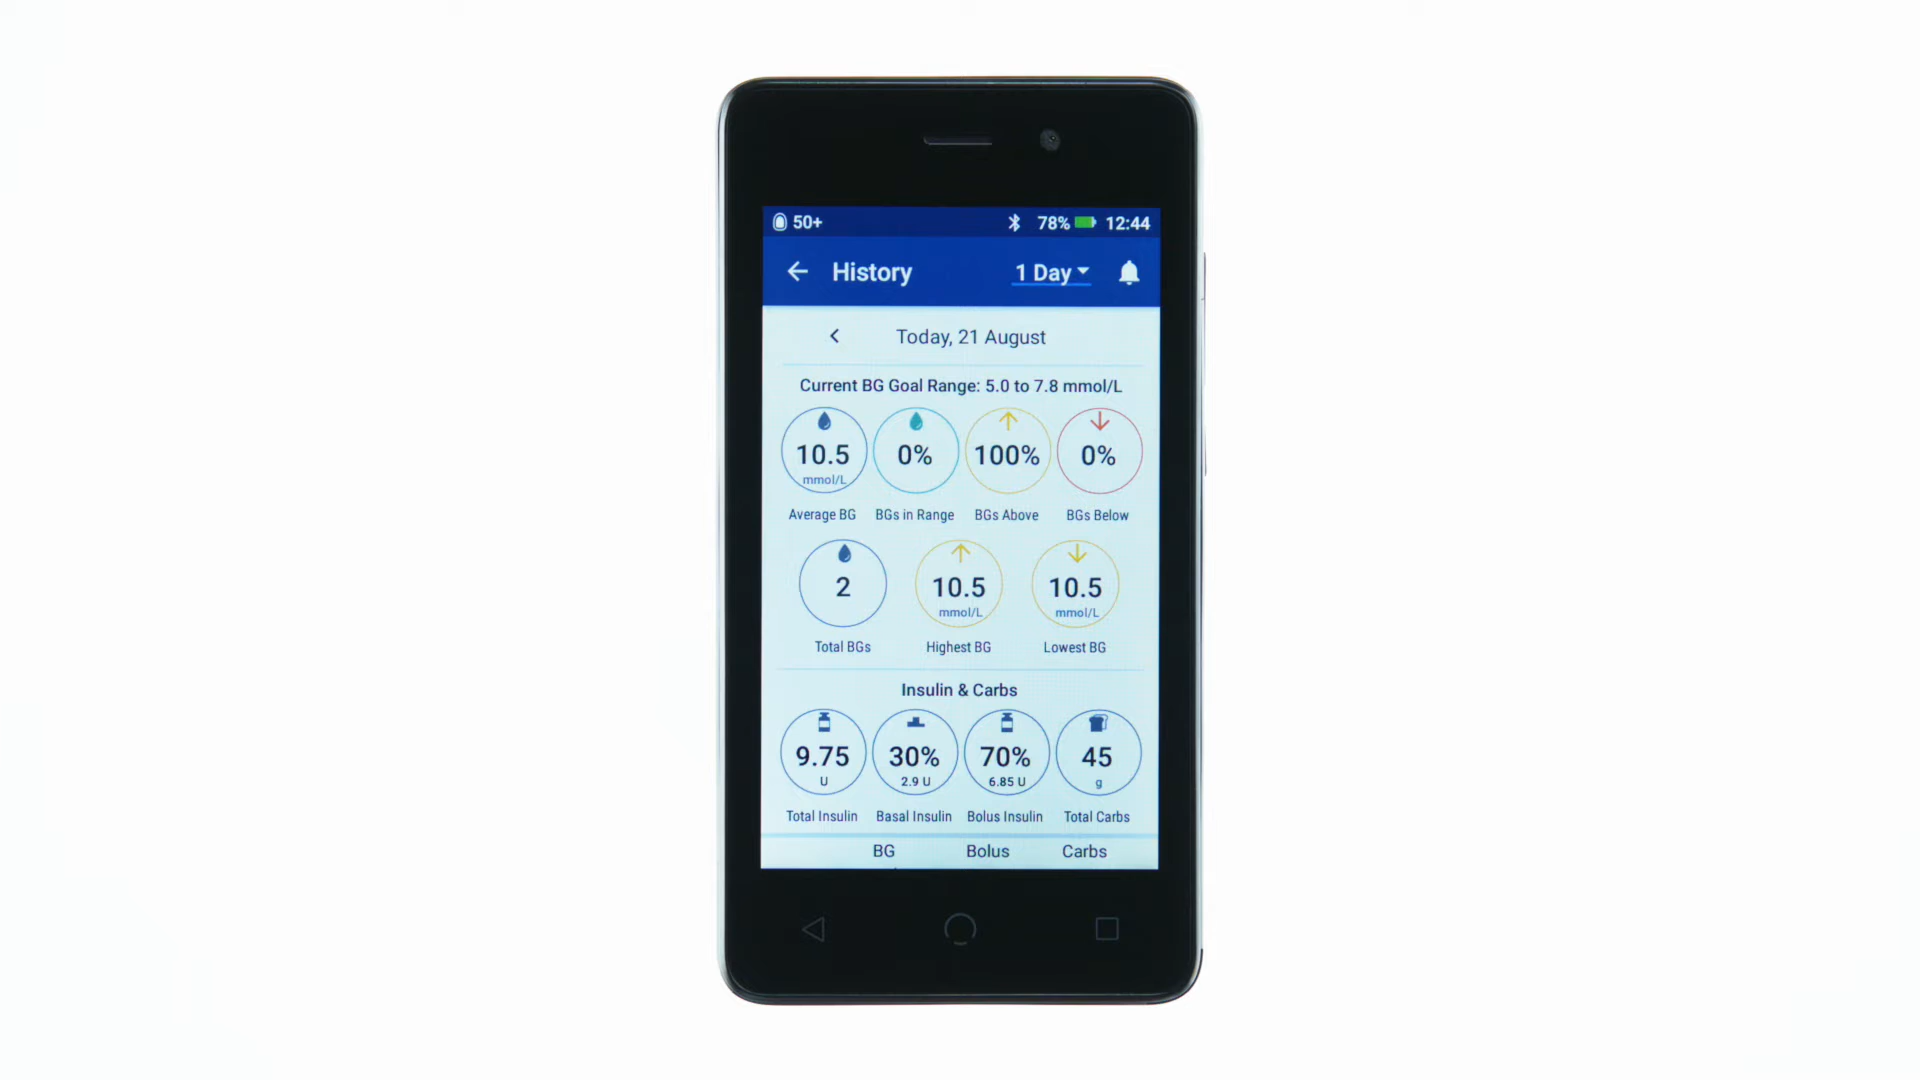 50+ 78% 12:44
History 1 Day
Today, 21 August
Current BG Goal Range: 5.0 to 7.8 mmol/L
10.5 0% 100% 0%
mmol/L
Average BG BGs in Range BGs Above BGs Below
2 10.5 10.5
mmol/L mmol/L
Total BGs Highest BG Lowest BG
Insulin & Carbs
9.75 30% 70% 45
U 2.9 U 6.85 U g
Total Insulin Basal Insulin Bolus Insulin Total Carbs
BG Bolus Carbs